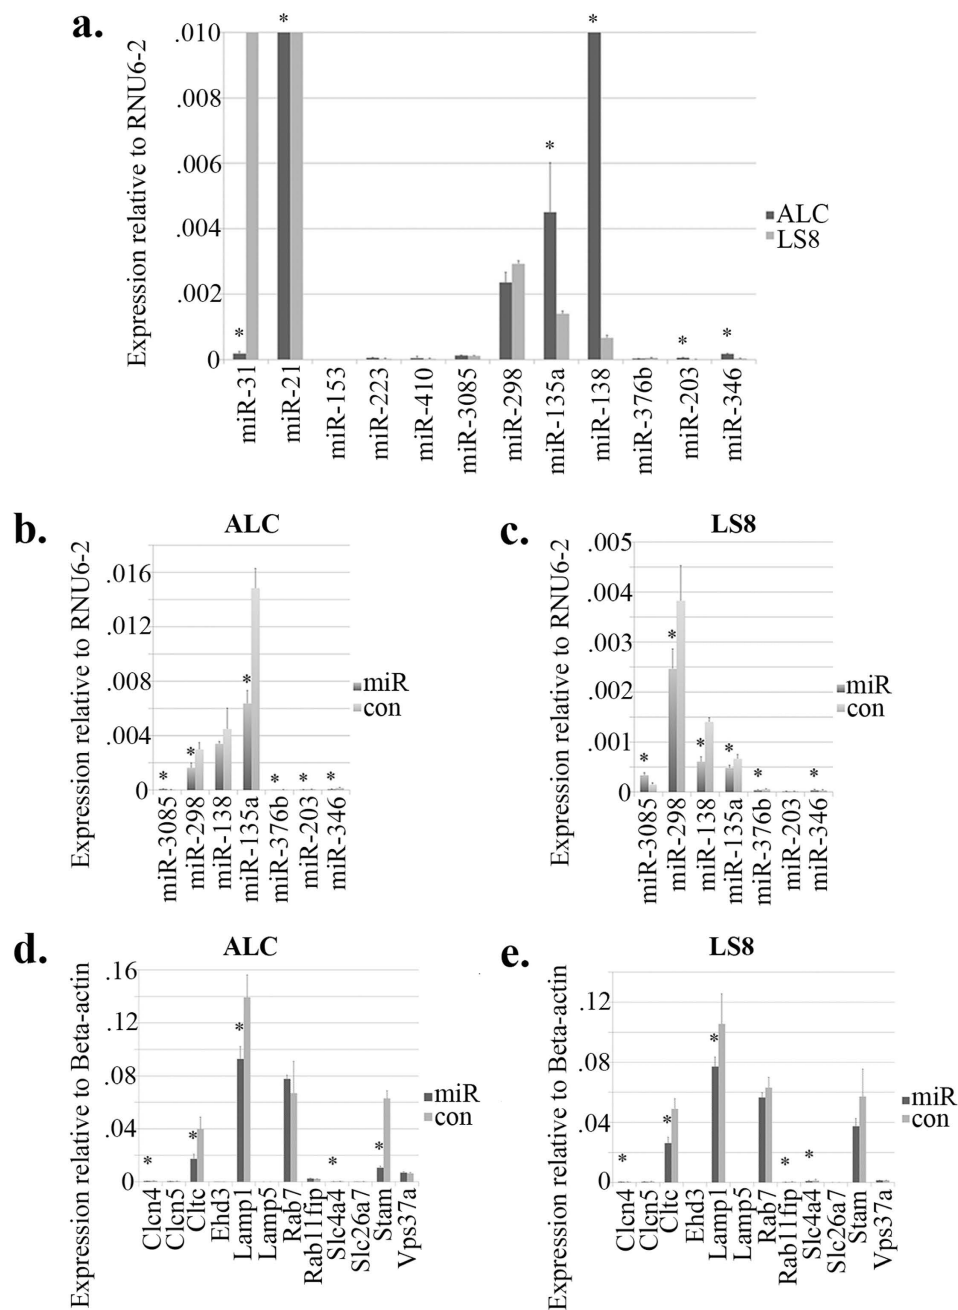 a.
Expression relative to RNU6-2
.010
.008
.006
.004
.002
0
*
*
*
*
*
*
miR-31
miR-21
miR-153
miR-223
miR-410
miR-3085
miR-298
miR-135a
miR-138
miR-376b
miR-203
miR-346
ALC
LS8
b.
ALC
Expression relative to RNU6-2
.016
.012
.008
.004
0
*
*
*
*
*
*
miR-3085
miR-298
miR-138
miR-135a
miR-376b
miR-203
miR-346
miR
con
c.
LS8
Expression relative to RNU6-2
.005
.004
.003
.002
.001
0
*
*
*
*
*
*
miR-3085
miR-298
miR-138
miR-135a
miR-376b
miR-203
miR-346
miR
con
d.
ALC
Expression relative to Beta-actin
.16
.12
.08
.04
0
*
*
*
*
*
Clcn4
Clcn5
Cltc
Ehd3
Lamp1
Lamp5
Rab7
Rab11fip
Slc4a4
Slc26a7
Stam
Vps37a
miR
con
e.
LS8
Expression relative to Beta-actin
.12
.08
.04
0
*
*
*
*
*
Clcn4
Clcn5
Cltc
Ehd3
Lamp1
Lamp5
Rab7
Rab11fip
Slc4a4
Slc26a7
Stam
Vps37a
miR
con